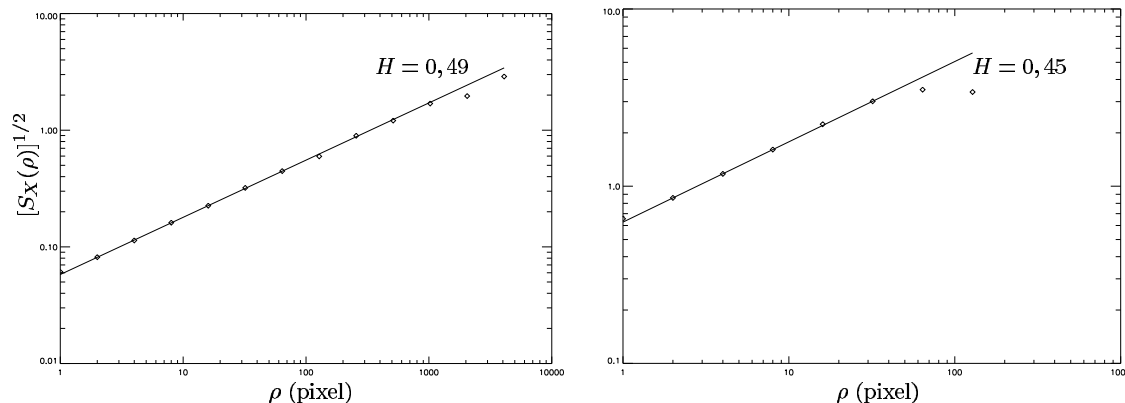 10.00
1.00
0.10
0.01
[S_X(ρ)]^{1/2}
H = 0,49
1 10 100 1000 10000
ρ (pixel)
10.0
1.0
0.1
H = 0,45
1 10 100
ρ (pixel)